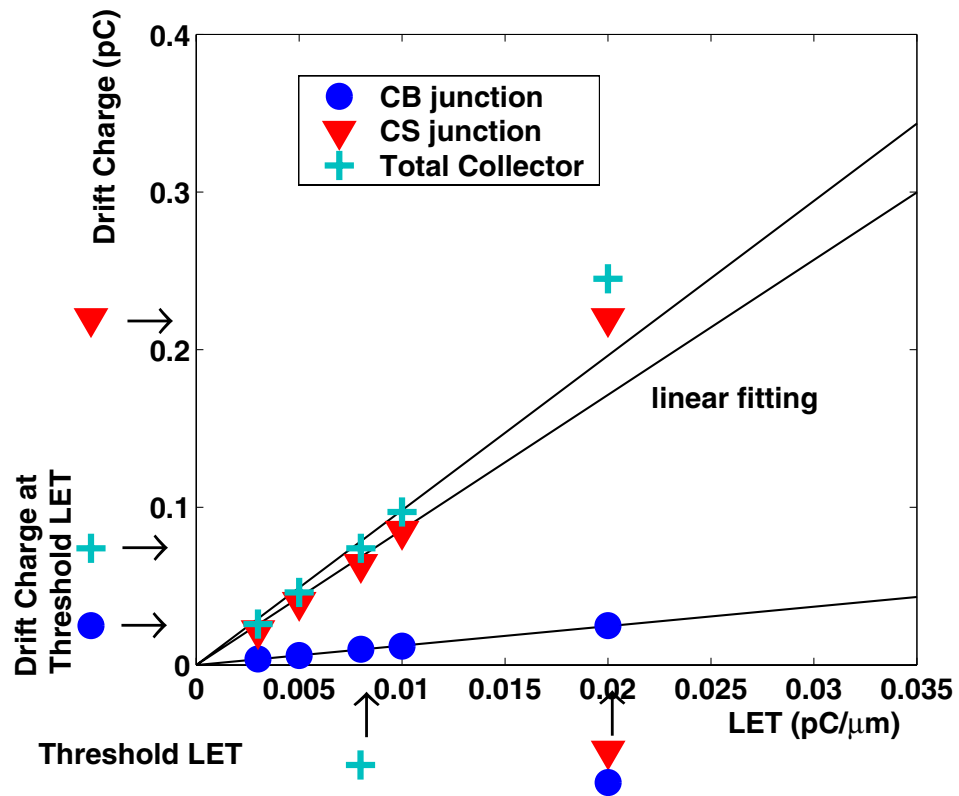 0.4
Drift Charge (pC)
CB junction
CS junction
Total Collector
0.3
0.2
linear fitting
0.1
Drift Charge at
Threshold LET
0
0 0.005 0.01 0.015 0.02 0.025 0.03 0.035
LET (pC/μm)
Threshold LET